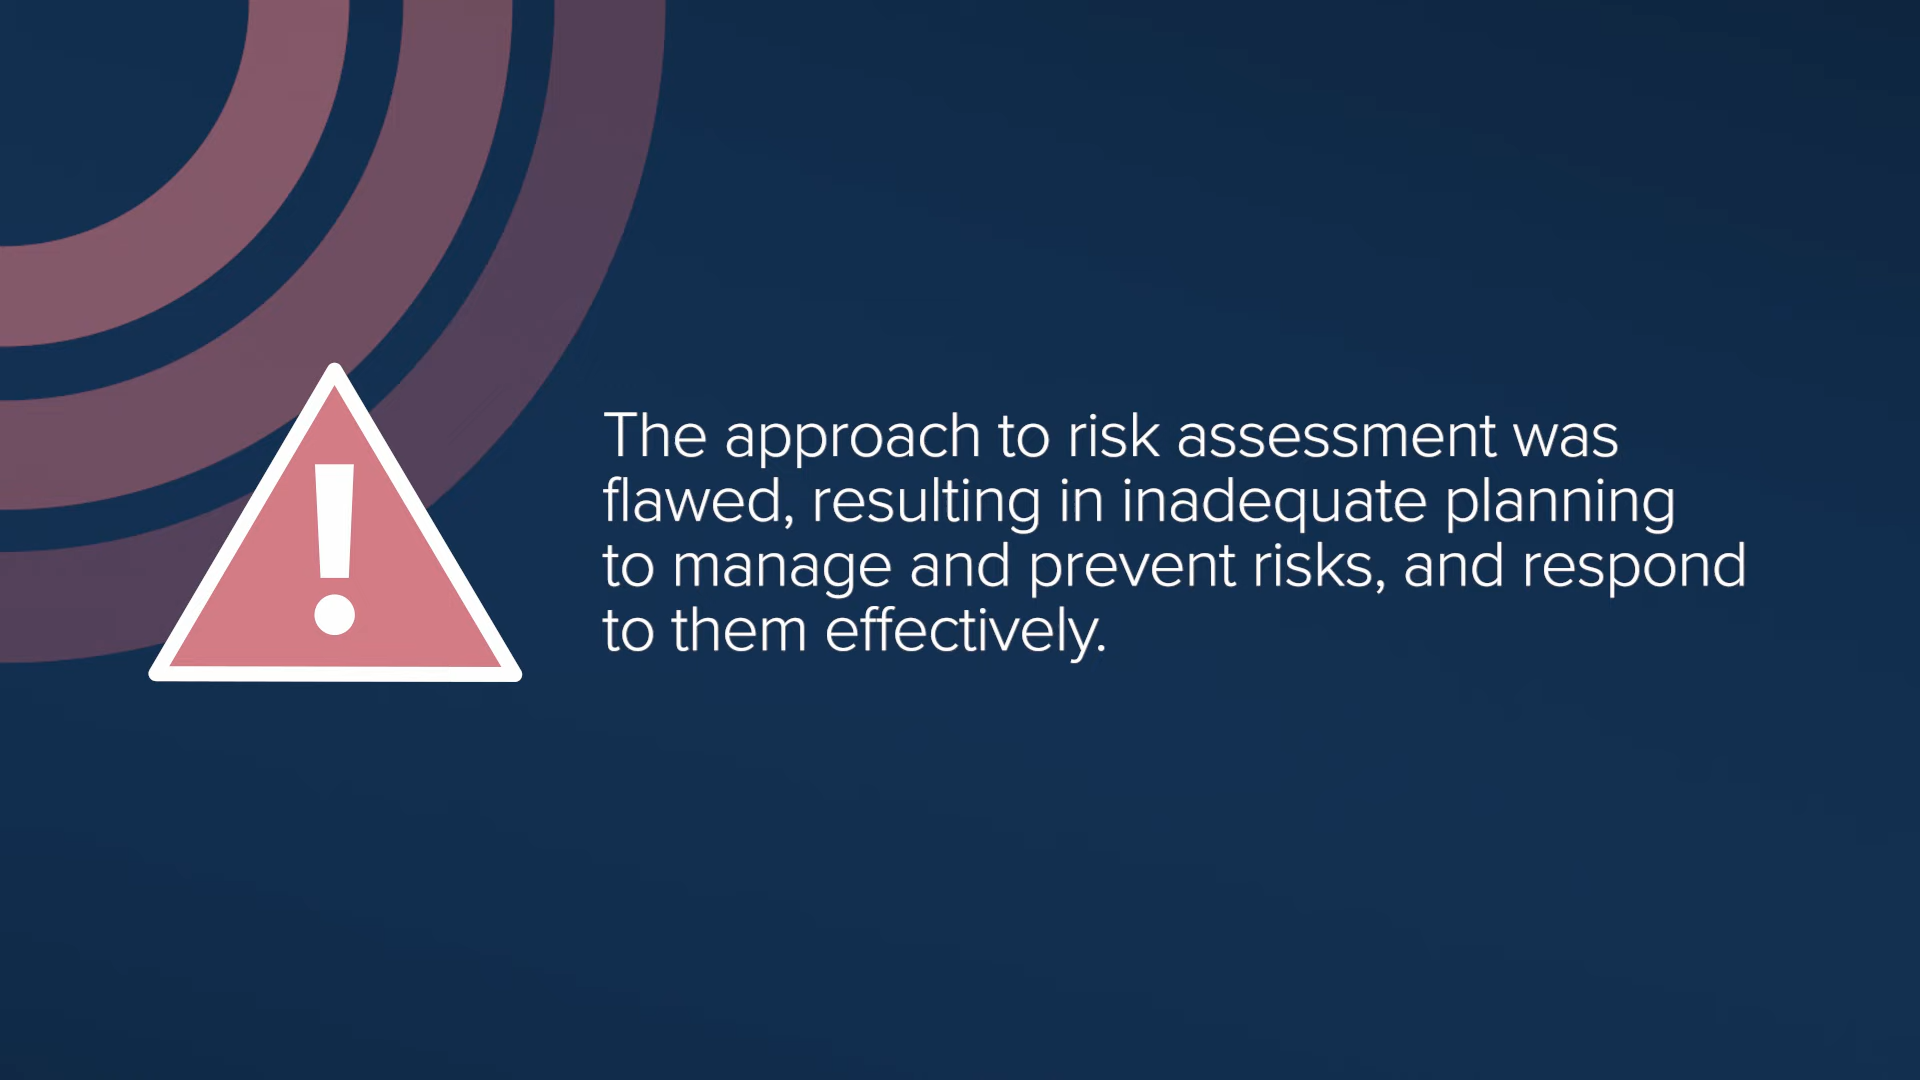 The approach to risk assessment was
flawed, resulting in inadequate planning
to manage and prevent risks, and respond
to them effectively.